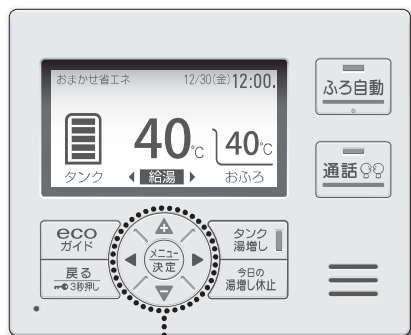 おまかせ省エネ 12/30(金)12:00.
40℃ 40℃
タンク 給湯 おふろ
ふろ自動
通話
eco
ガイド
戻る
3秒押し
メニュー
決定
タンク
湯増し
今日の
湯増し休止